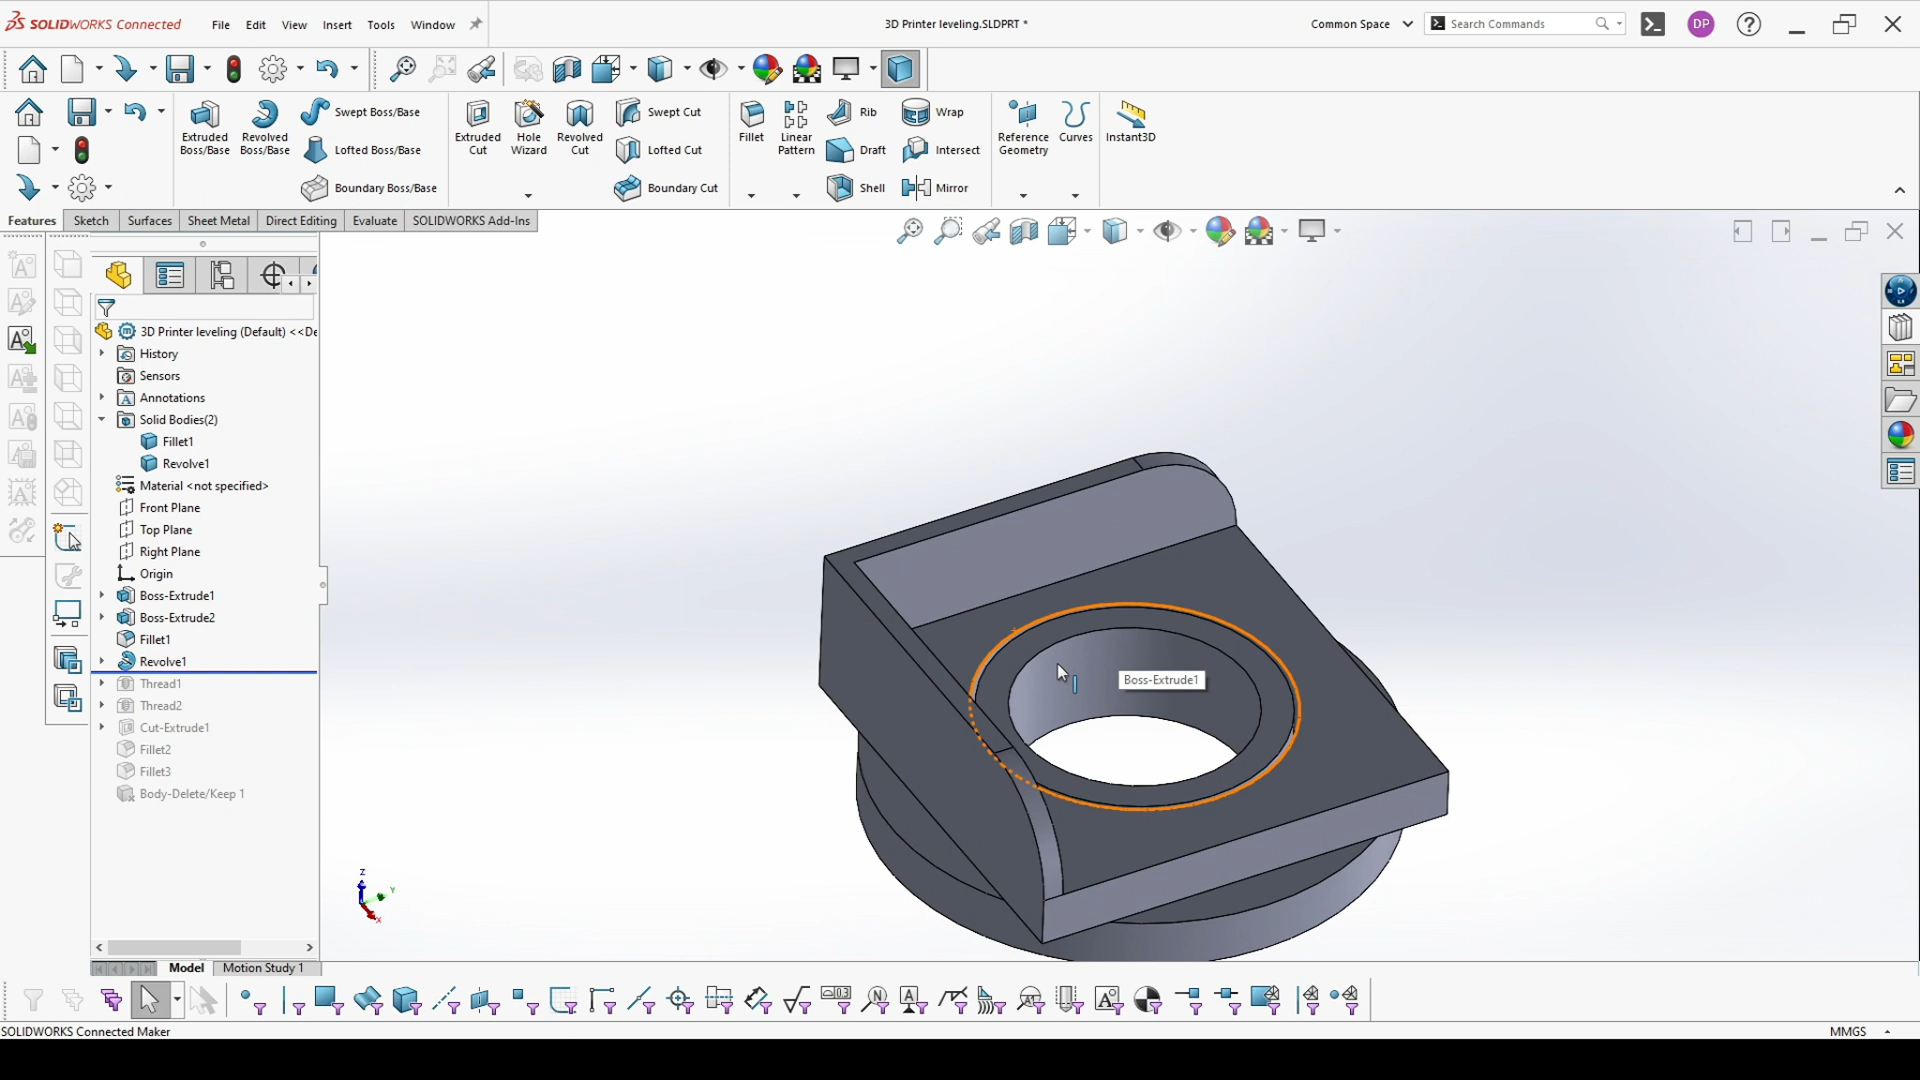 SOLIDWORKS Connected File Edit View Insert Tools Window 3D Printer leveling.SLDPRT * Common Space Search Commands DP
Extruded Boss/Base
Revolved Boss/Base
Swept Boss/Base
Lofted Boss/Base
Boundary Boss/Base
Extruded Cut
Hole Wizard
Revolved Cut
Swept Cut
Lofted Cut
Boundary Cut
Fillet
Linear Pattern
Rib
Draft
Shell
Wrap
Intersect
Mirror
Reference Geometry
Curves
Instant3D
Features Sketch Surfaces Sheet Metal Direct Editing Evaluate SOLIDWORKS Add-Ins
3D Printer leveling (Default) <<De
History
Sensors
Annotations
Solid Bodies(2)
Fillet1
Revolve1
Material <not specified>
Front Plane
Top Plane
Right Plane
Origin
Boss-Extrude1
Boss-Extrude2
Fillet1
Revolve1
Thread1
Thread2
Cut-Extrude1
Fillet2
Fillet3
Body-Delete/Keep 1
Boss-Extrude1
Z
Y
X
Model Motion Study 1
SOLIDWORKS Connected Maker MMGS